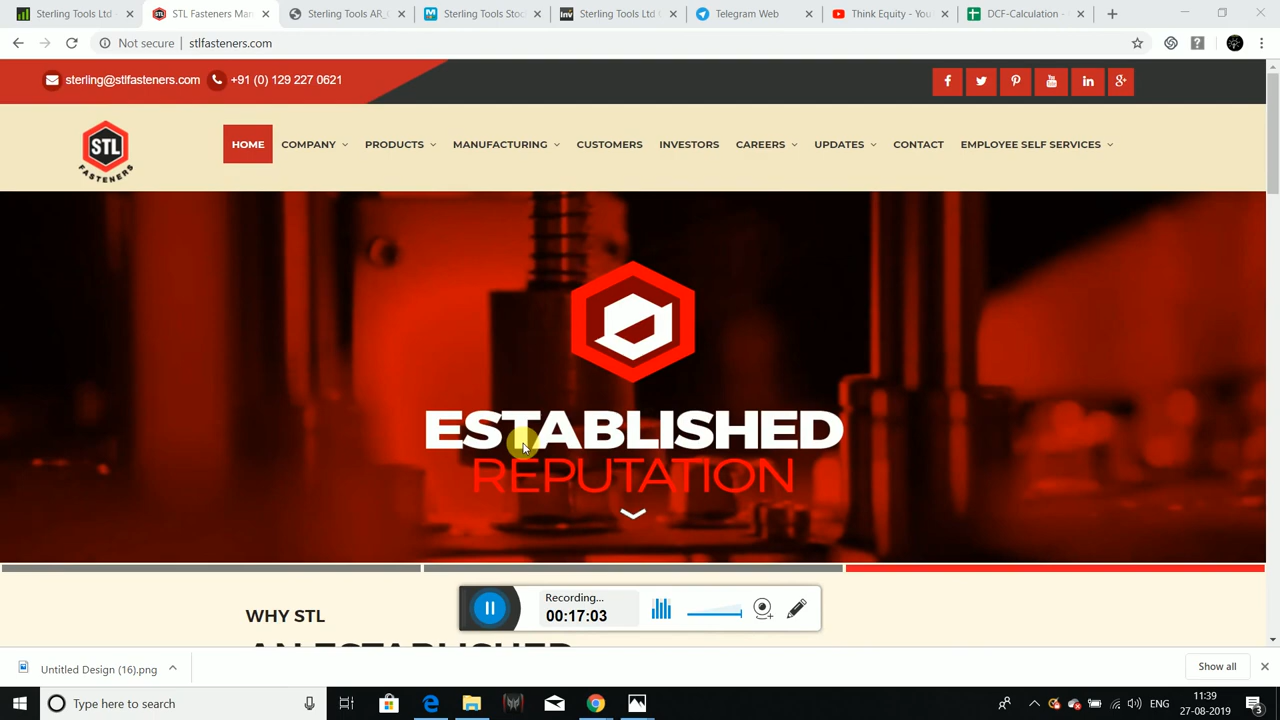 Sterling Tools Ltd -
STL Fasteners Man
Sterling Tools AR_
Sterling Tools Stoc
Sterling Tools Ltd
Telegram Web
Think Equity - You
DCF-Calculation -
Not secure
stlfasteners.com
sterling@stlfasteners.com
+91 (0) 129 227 0621
STL
FASTENERS
HOME
COMPANY
PRODUCTS
MANUFACTURING
CUSTOMERS
INVESTORS
CAREERS
UPDATES
CONTACT
EMPLOYEE SELF SERVICES
ESTABLISHED
REPUTATION
WHY STL
AN ESTABLISHED
Recording...
00:17:03
Untitled Design (16).png
Show all
Type here to search
ENG
11:39
27-08-2019